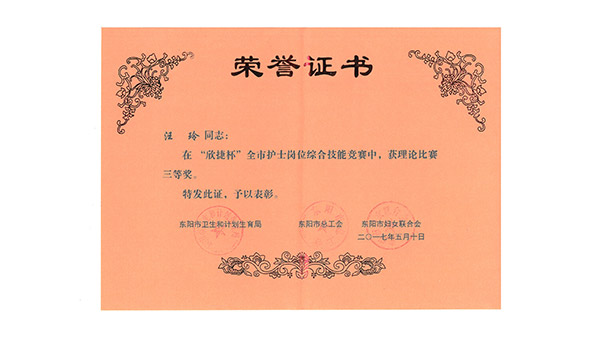 荣誉证书
汪 玲 同志：
在“欣捷杯”全市护士岗位综合技能竞赛中，获理论比赛
三等奖。
特发此证，予以表彰。
东阳市卫生和计划生育局 东阳市总工会 东阳市妇女联合会
二〇一七年五月十日